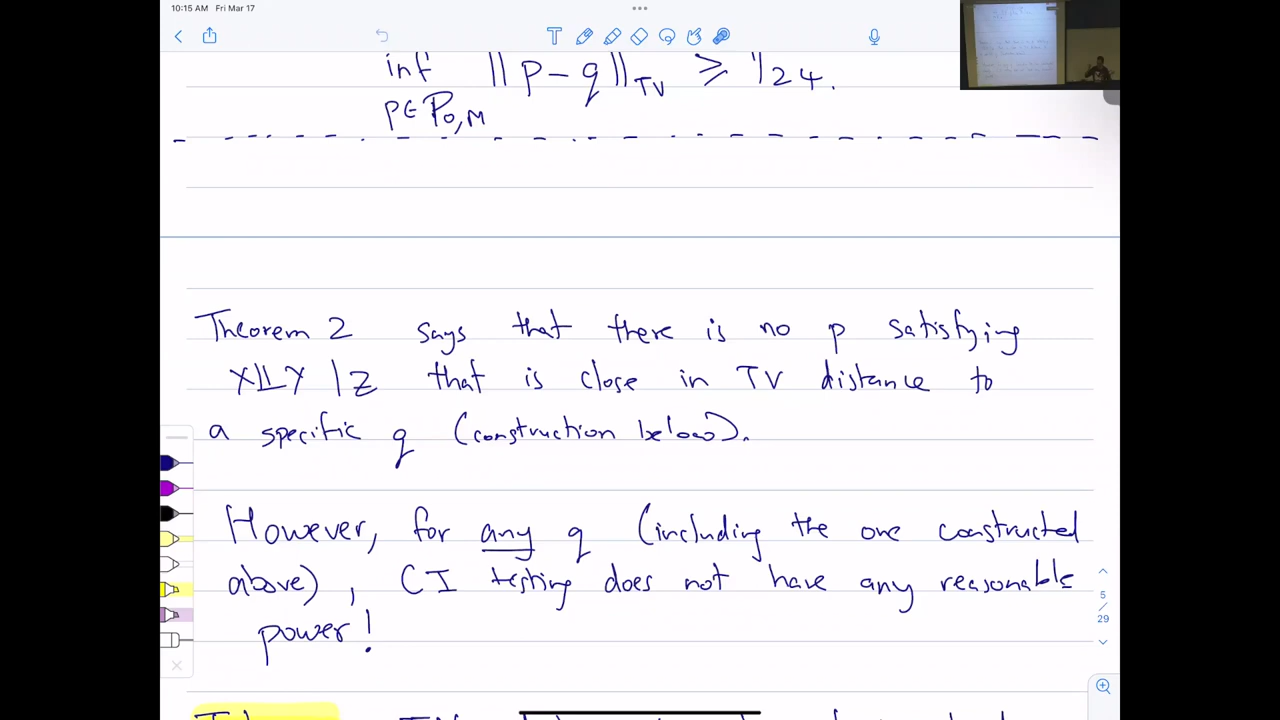 10:15 AM Fri Mar 17
inf ||p-q||_TV ≥ 1/24.
p∈P_0,M
Theorem 2 says that there is no p satisfying
X⫫Y|Z that is close in TV distance to
a specific q (construction below).
However, for any q (including the one constructed
above), CI testing does not have any reasonable
power!
5
/
29